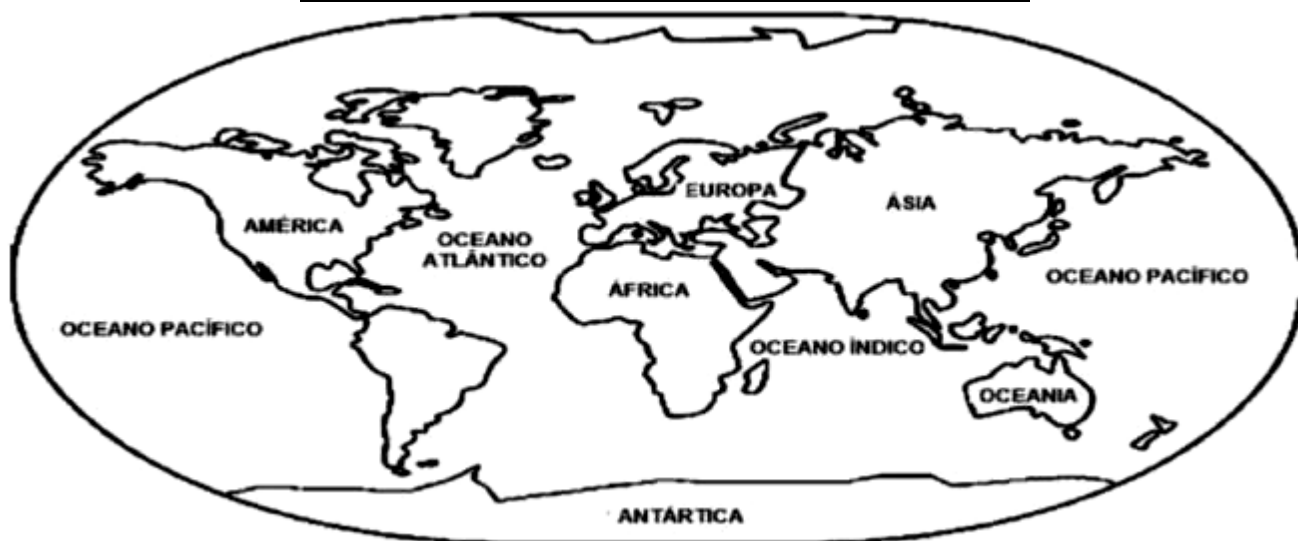 EUROPA
ÁSIA
AMÉRICA
OCEANO
ATLÂNTICO
OCEANO PACÍFICO
ÁFRICA
OCEANO PACÍFICO
OCEANO ÍNDICO
OCEANIA
ANTÁRTICA